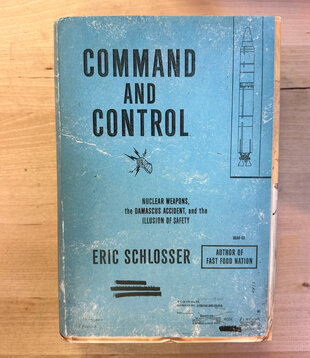 COMMAND
AND
CONTROL
NUCLEAR WEAPONS,
the DAMASCUS ACCIDENT, and the
ILLUSION OF SAFETY
ERIC SCHLOSSER
AUTHOR OF
FAST FOOD NATION